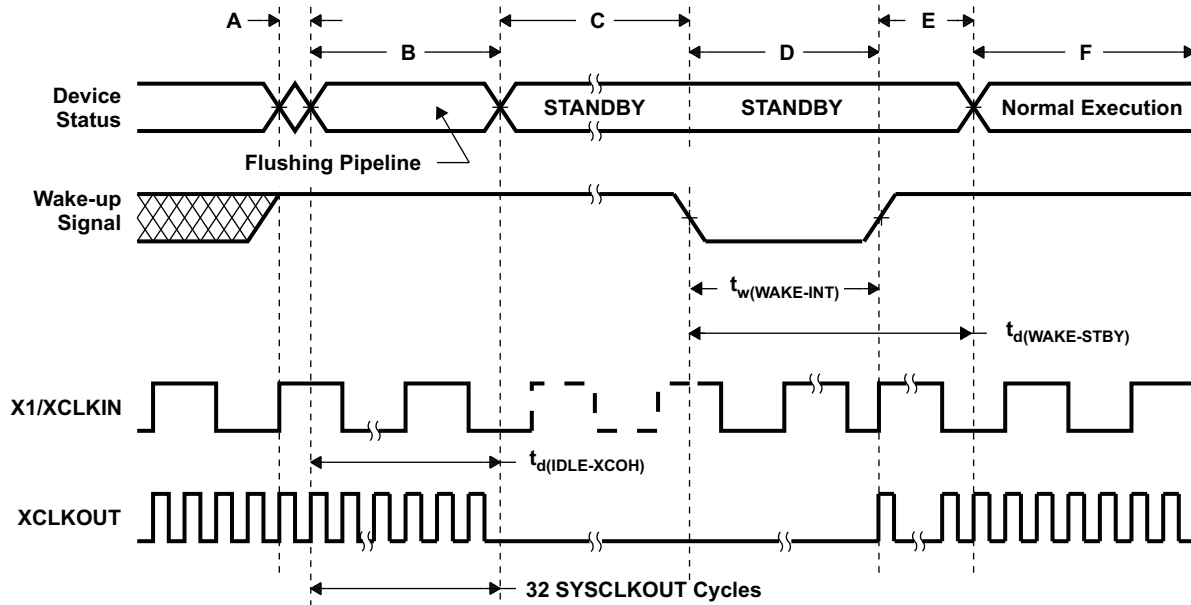 A
B
C
D
E
F
Device
Status
STANDBY
STANDBY
Normal Execution
Flushing Pipeline
Wake-up
Signal
tw(WAKE-INT)
td(WAKE-STBY)
X1/XCLKIN
td(IDLE-XCOH)
XCLKOUT
32 SYSCLKOUT Cycles